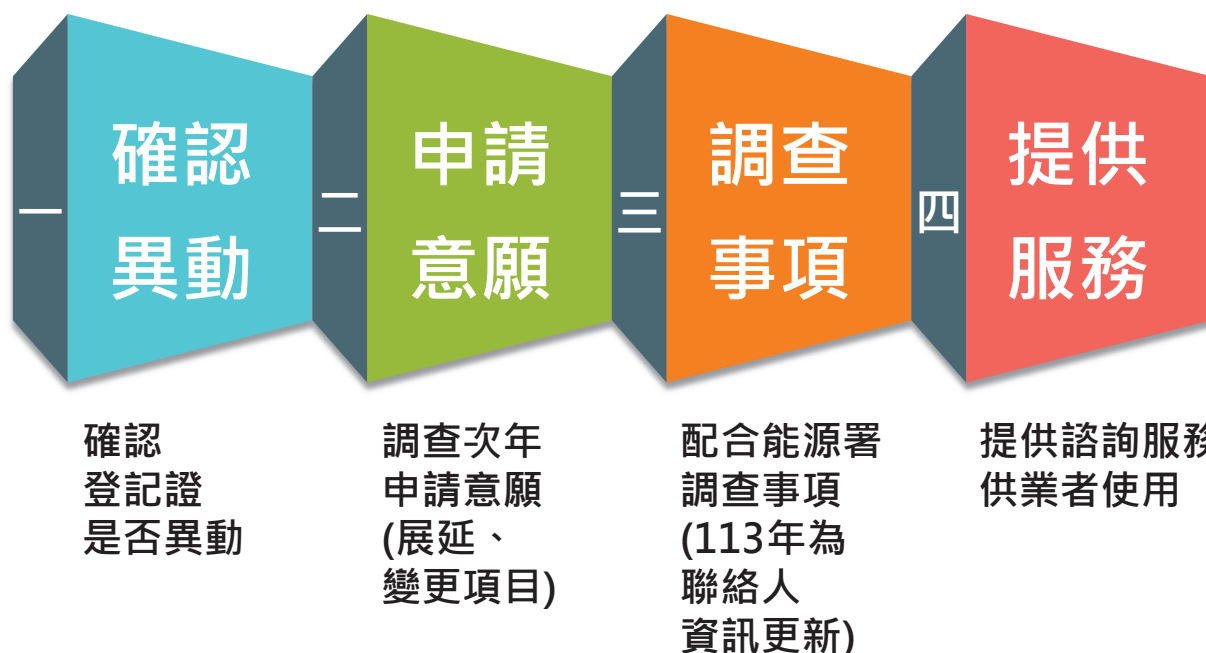 一
確認
異動
二
申請
意願
三
調查
事項
四
提供
服務
確認
登記證
是否異動
調查次年
申請意願
(展延、
變更項目)
配合能源署
調查事項
(113年為
聯絡人
資訊更新)
提供諮詢服務
供業者使用